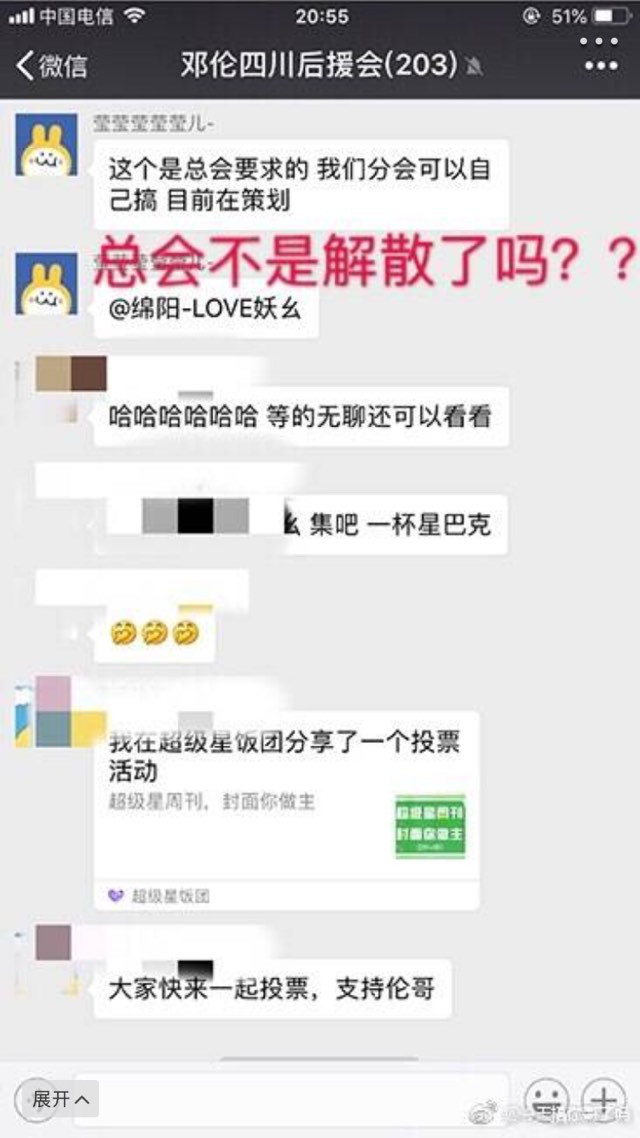 中国电信
20:55
51%
微信
邓伦四川后援会(203)
莹莹莹莹莹儿-
这个是总会要求的 我们分会可以自
己搞 目前在策划
总会不是解散了吗？？
@绵阳-LOVE妖幺
哈哈哈哈哈哈 等的无聊还可以看看
幺 集吧 一杯星巴克
我在超级星饭团分享了一个投票
活动
超级星周刊，封面你做主
超级星周刊
封面你做主
超级星饭团
大家快来一起投票，支持伦哥
展开